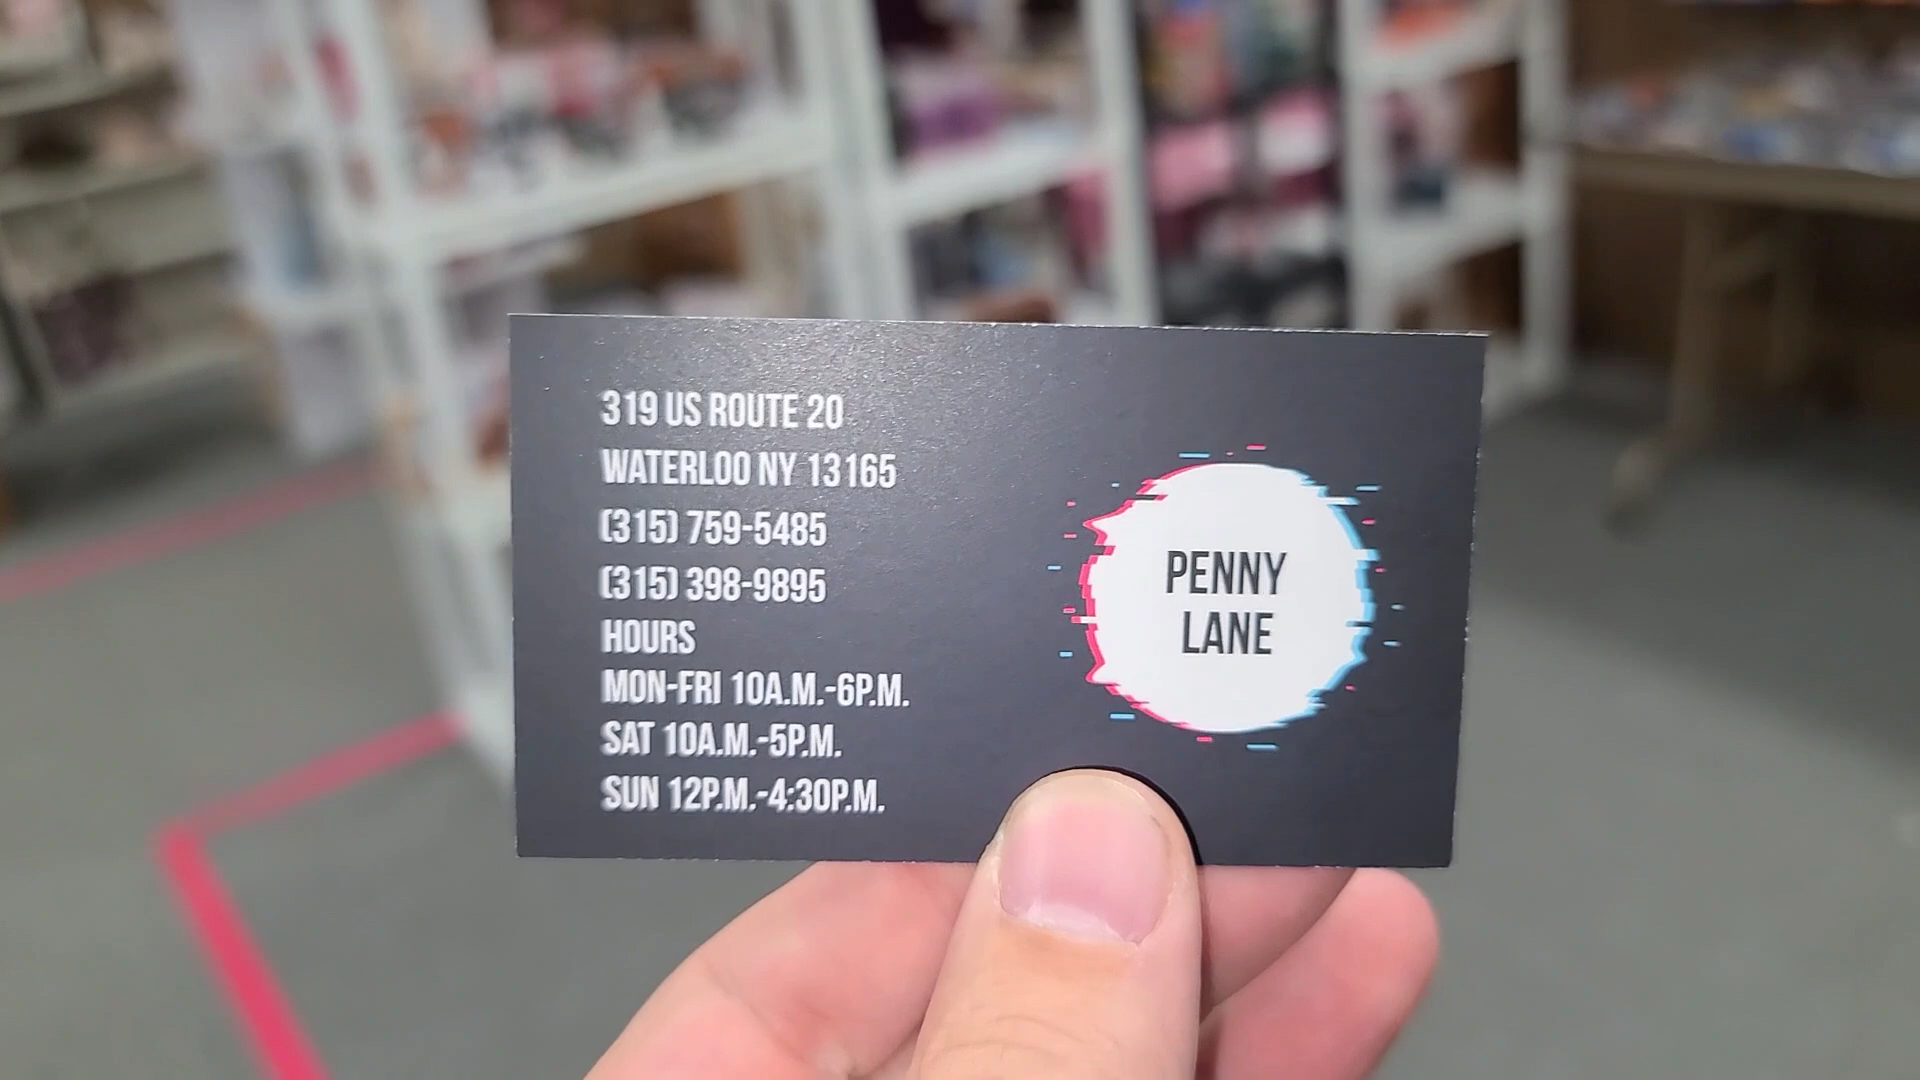 319 US ROUTE 20
WATERLOO NY 13165
(315) 759-5485
(315) 398-9895
HOURS
MON-FRI 10A.M.-6P.M.
SAT 10A.M.-5P.M.
SUN 12P.M.-4:30P.M.
PENNY
LANE